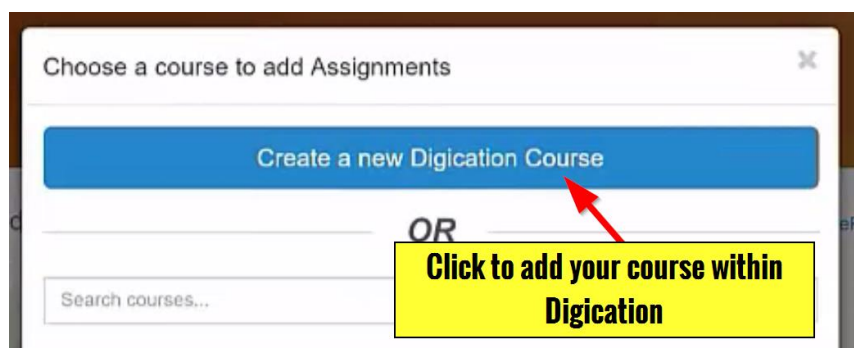 Choose a course to add Assignments
Create a new Digication Course
OR
Click to add your course within
Digication
Search courses...